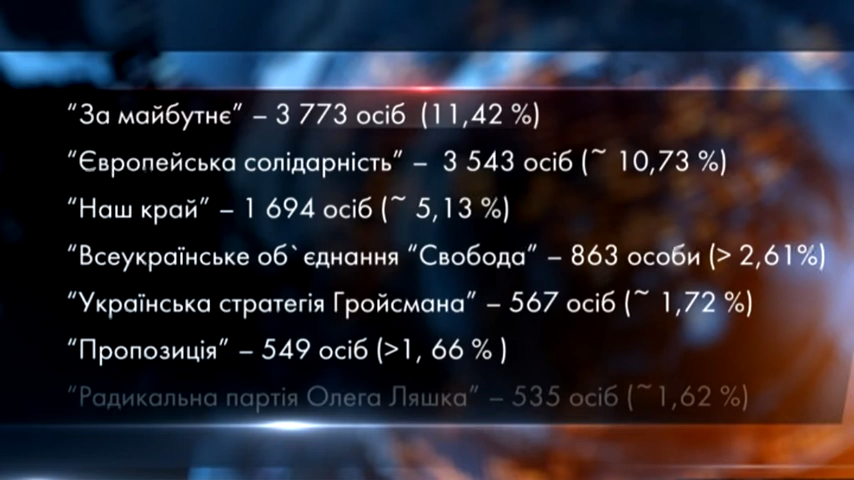 “За майбутнє” – 3 773 осіб (11,42 %)
“Європейська солідарність” – 3 543 осіб (~ 10,73 %)
“Наш край” – 1 694 осіб (~ 5,13 %)
“Всеукраїнське об`єднання “Свобода” – 863 особи (> 2,61%)
“Українська стратегія Гройсмана” – 567 осіб (~ 1,72 %)
“Пропозиція” – 549 осіб (>1, 66 % )
“Радикальна партія Олега Ляшка” – 535 осіб (~1,62 %)